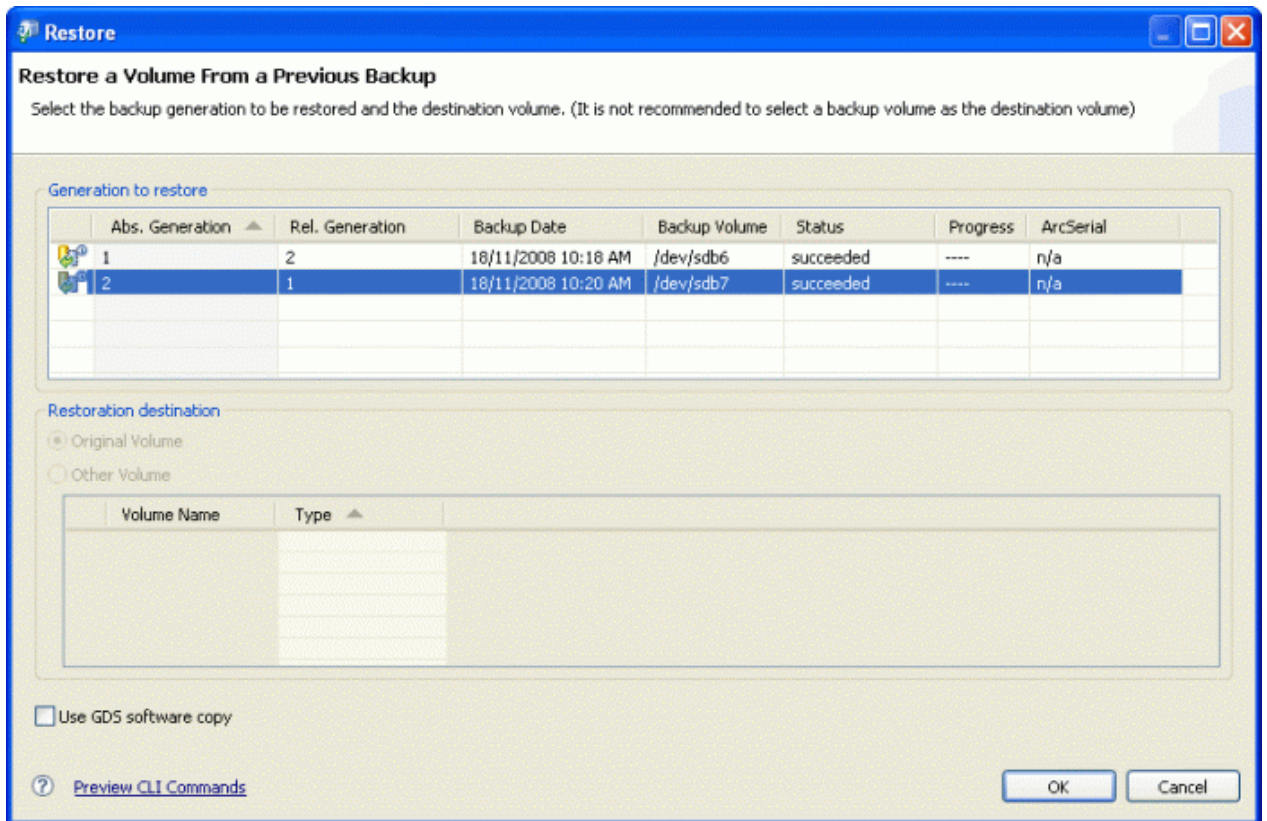 Restore
Restore a Volume From a Previous Backup
Select the backup generation to be restored and the destination volume. (It is not recommended to select a backup volume as the destination volume)
Generation to restore
Abs. Generation Rel. Generation Backup Date Backup Volume Status Progress ArcSerial
1 2 18/11/2008 10:18 AM /dev/sdb6 succeeded ---- n/a
2 1 18/11/2008 10:20 AM /dev/sdb7 succeeded ---- n/a
Restoration destination
Original Volume
Other Volume
Volume Name Type
Use GDS software copy
? Preview CLI Commands OK Cancel